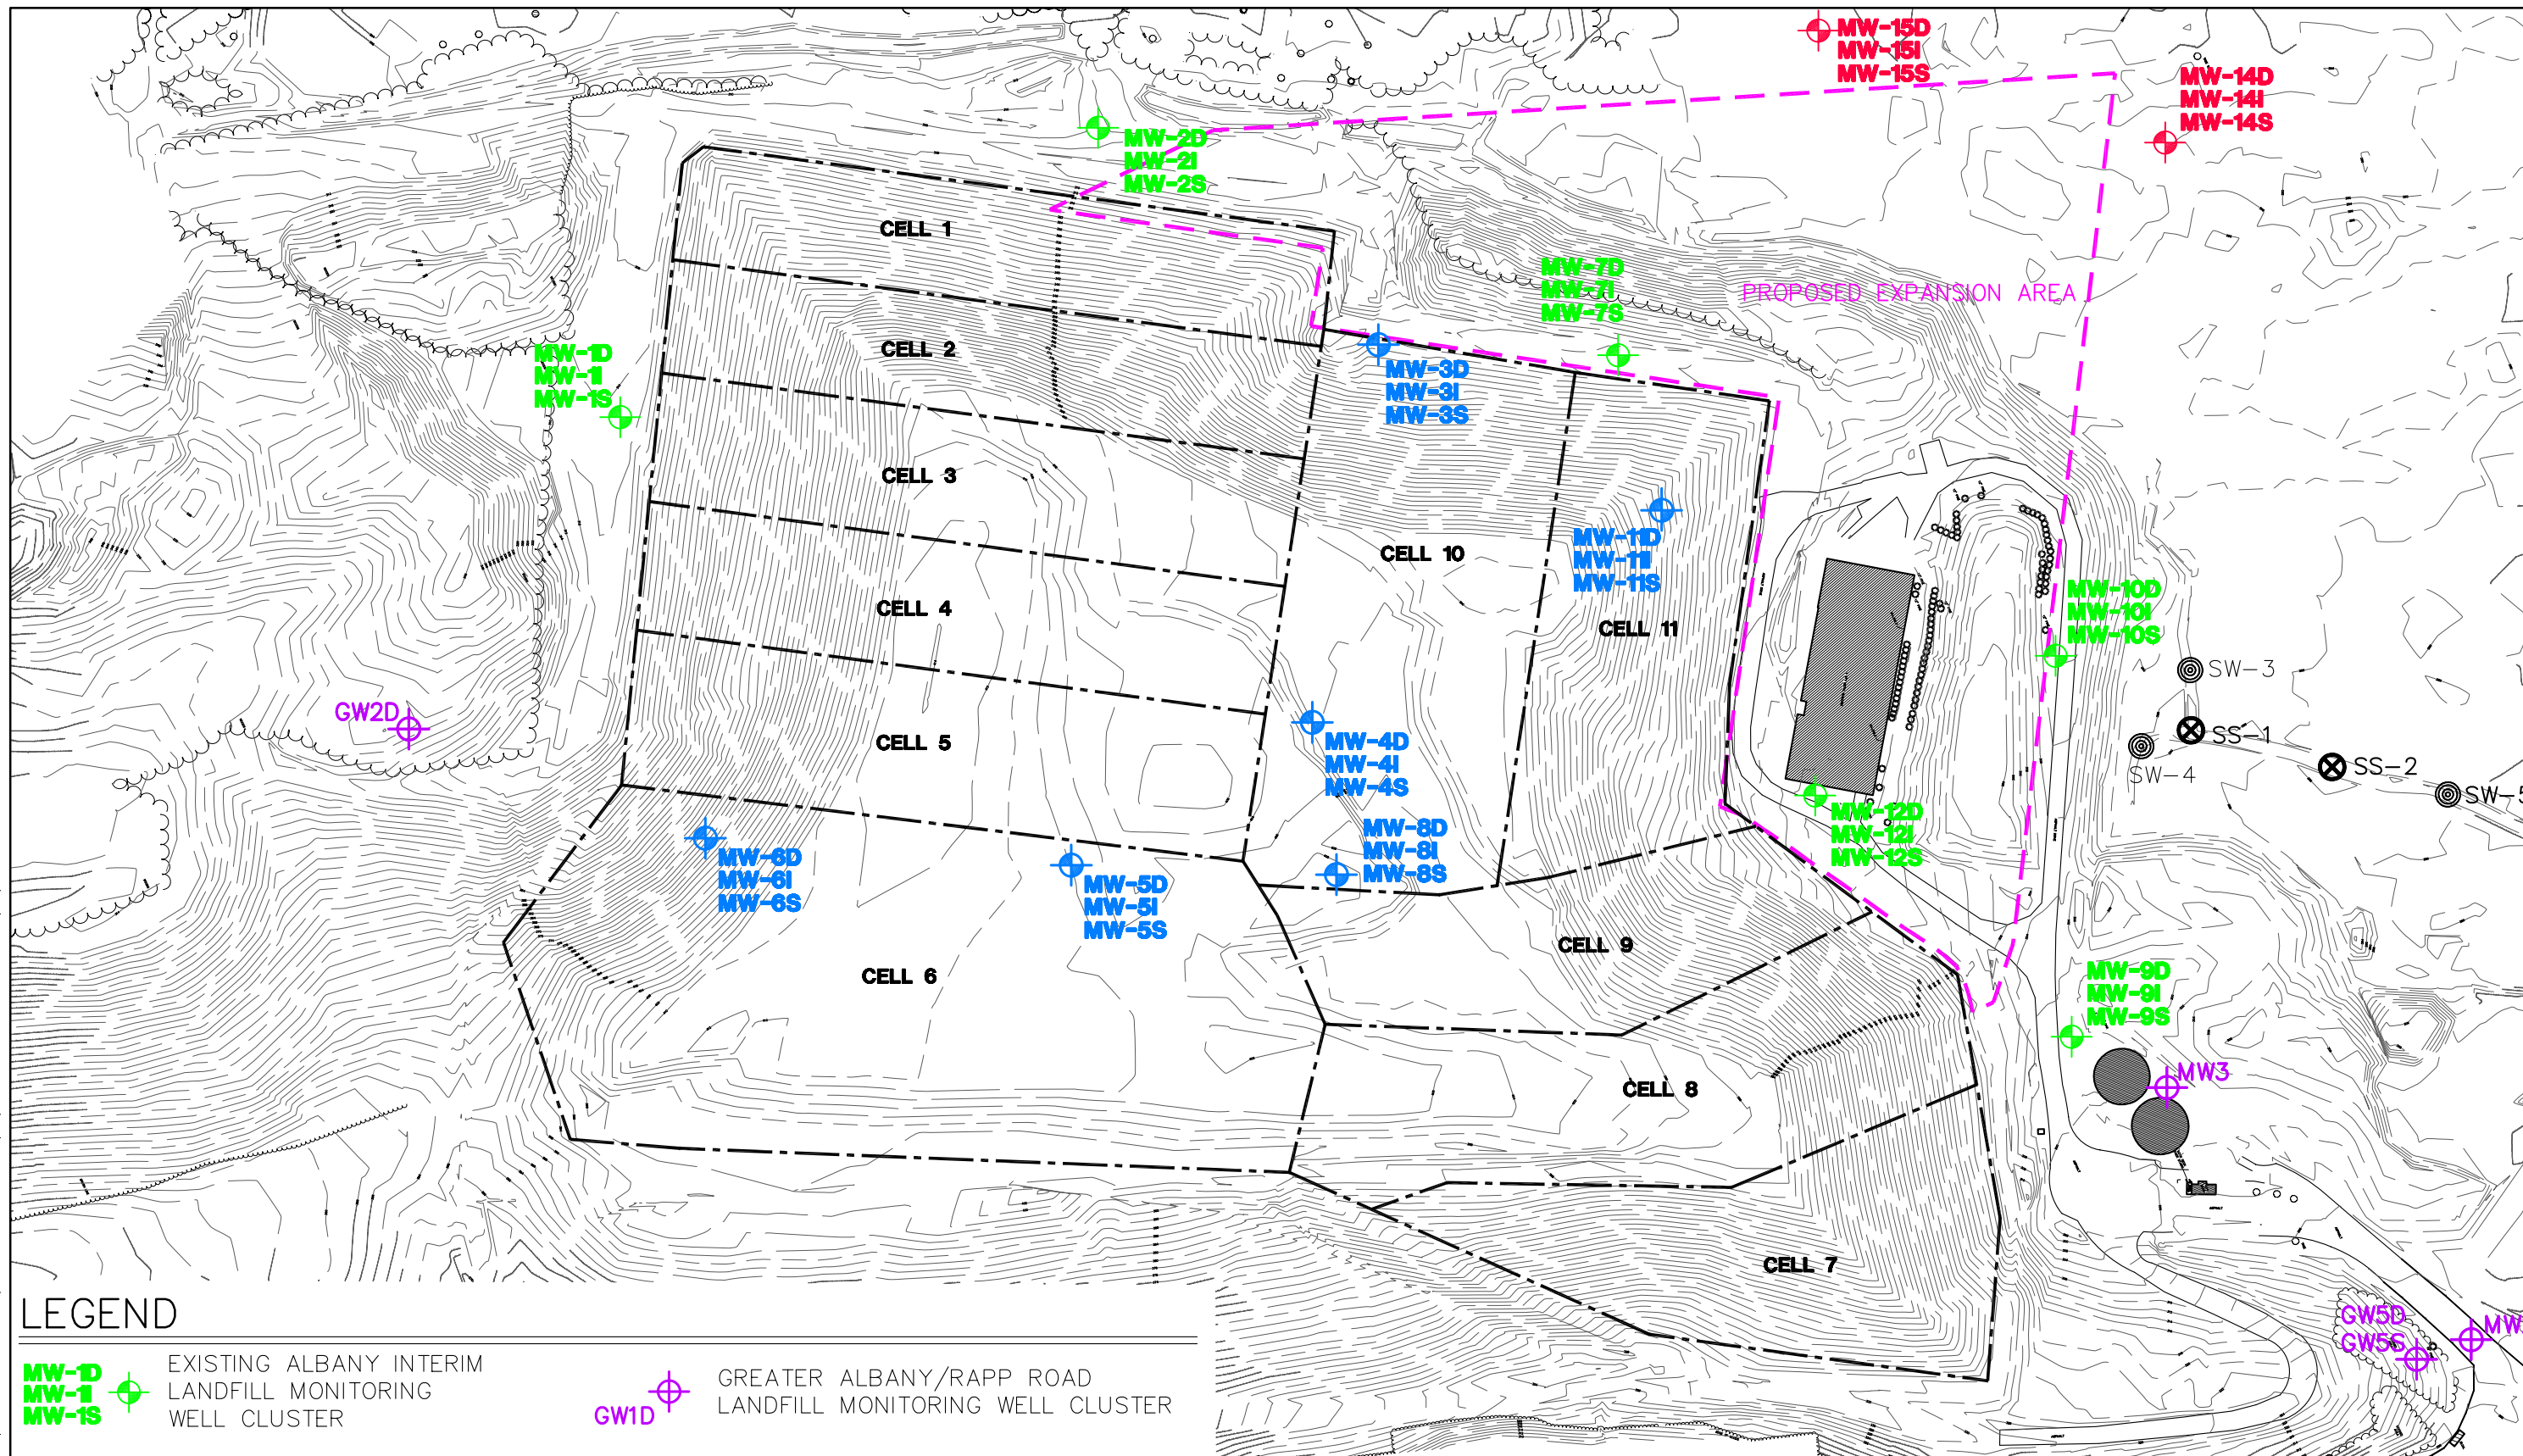 MW-15D
MW-15I
MW-15S
MW-14D
MW-14I
MW-14S
MW-2D
MW-2I
MW-2S
CELL 1
MW-7D
MW-7I
MW-7S
PROPOSED EXPANSION AREA
MW-1D
MW-1I
MW-1S
CELL 2
MW-3D
MW-3I
MW-3S
CELL 3
MW-11D
MW-11I
MW-11S
CELL 10
CELL 4
CELL 11
MW-10D
MW-10I
MW-10S
SW-3
GW2D
CELL 5
MW-4D
MW-4I
MW-4S
SS-1
SW-4
SS-2
SW-5
MW-12D
MW-12I
MW-12S
MW-8D
MW-8I
MW-8S
MW-6D
MW-6I
MW-6S
MW-5D
MW-5I
MW-5S
CELL 9
CELL 6
MW-9D
MW-9I
MW-9S
MW3
CELL 8
CELL 7
GW5D
GW5S
MW
LEGEND
MW-1D
MW-1I
MW-1S
EXISTING ALBANY INTERIM
LANDFILL MONITORING
WELL CLUSTER
GW1D
GREATER ALBANY/RAPP ROAD
LANDFILL MONITORING WELL CLUSTER